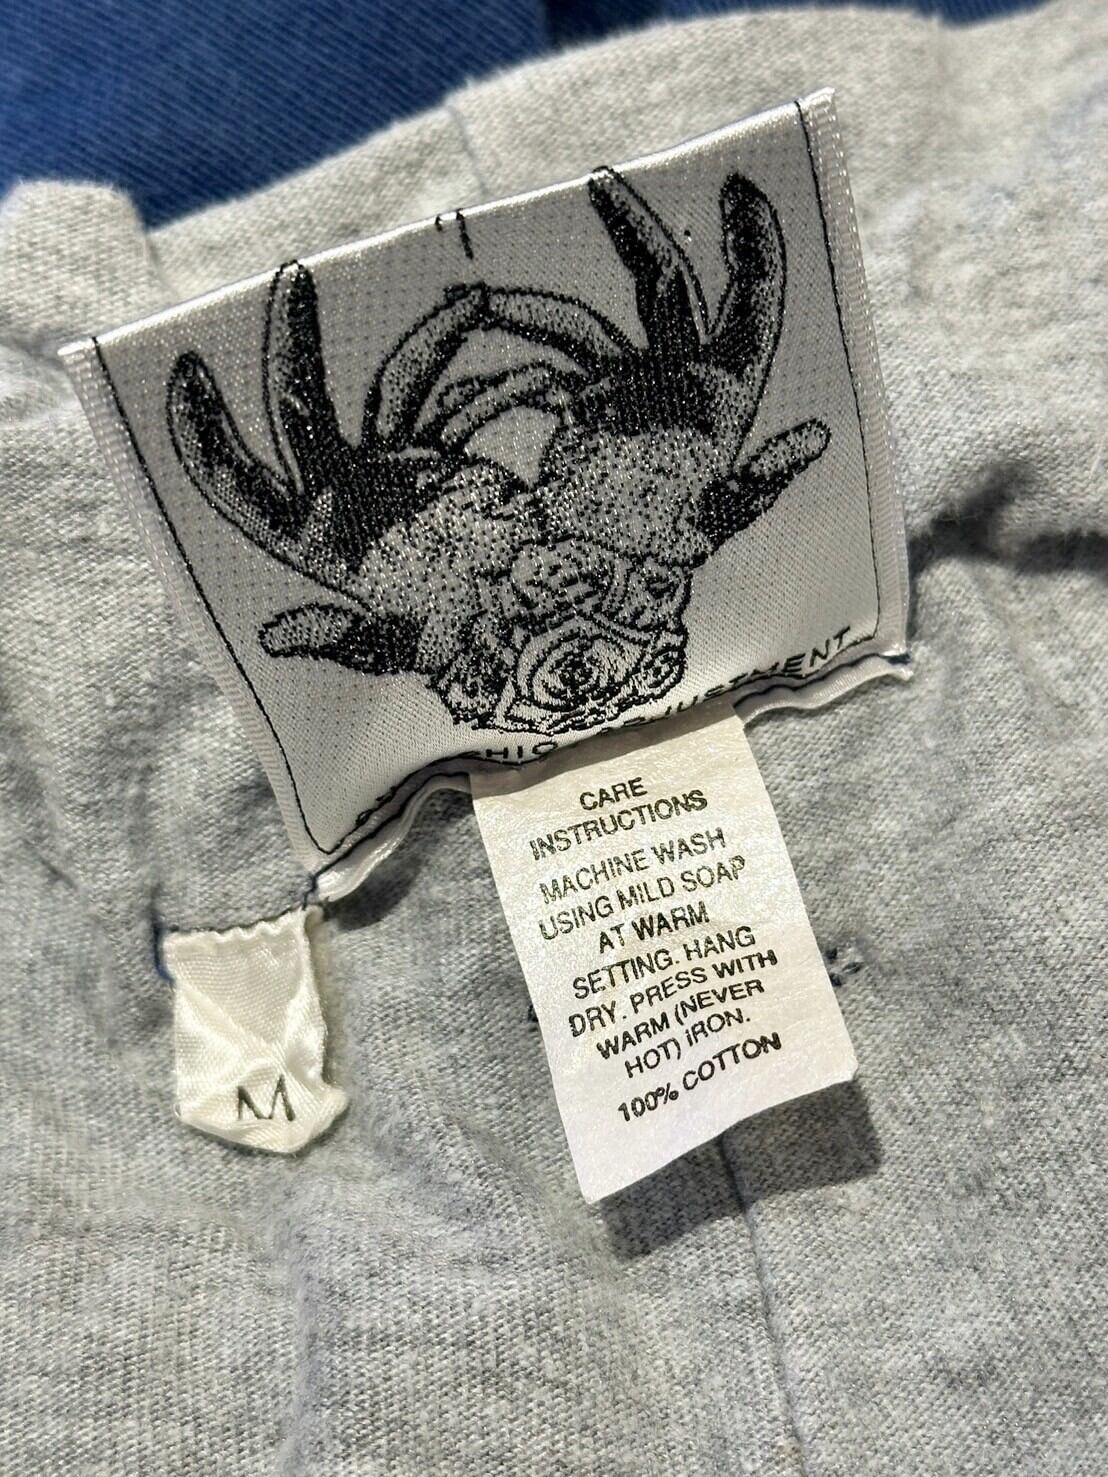 CARE
INSTRUCTIONS
MACHINE WASH
USING MILD SOAP
AT WARM
SETTING. HANG
DRY. PRESS WITH
WARM (NEVER
HOT) IRON.
100% COTTON
M